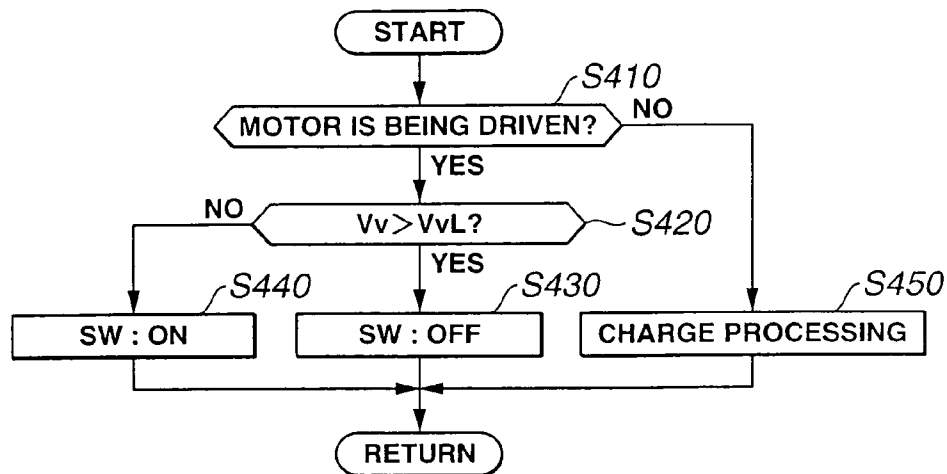 START
S410
MOTOR IS BEING DRIVEN?
NO
YES
NO
Vv>VvL?
S420
YES
S440
S430
S450
SW : ON
SW : OFF
CHARGE PROCESSING
RETURN